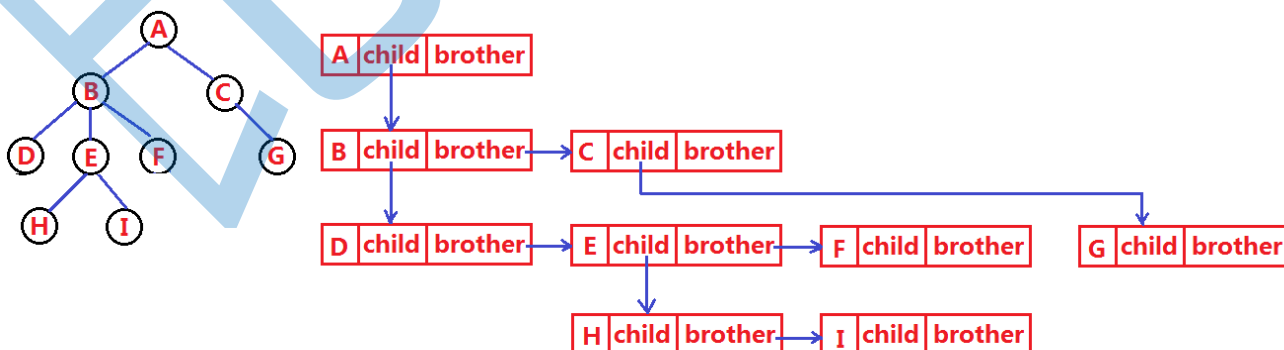 A
B C
D E F G
H I
A child brother
B child brother C child brother
D child brother E child brother F child brother G child brother
H child brother I child brother